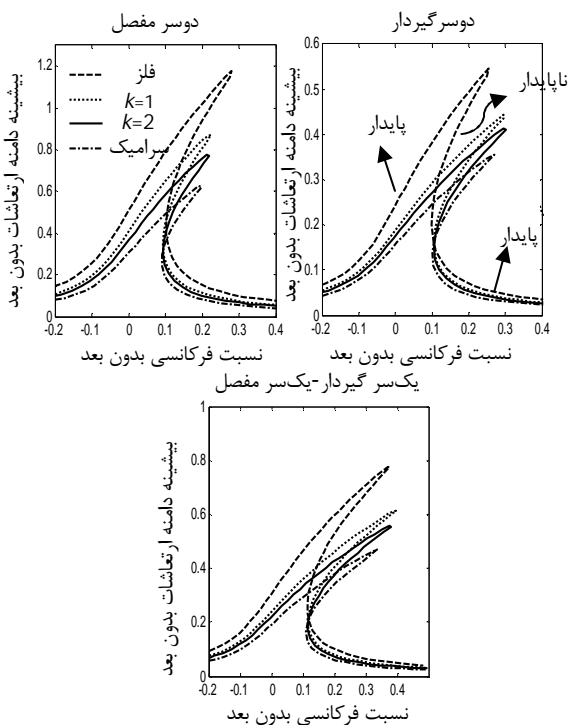 دوسر مفصل
دوسرگیردار
بیشینه دامنه ارتعاشات بدون بعد
1.2
1
0.8
0.6
0.4
0.2
0
فلز
k=1
k=2
سرامیک
-0.2 -0.1 0 0.1 0.2 0.3 0.4
نسبت فرکانسی بدون بعد
بیشینه دامنه ارتعاشات بدون بعد
0.6
0.5
0.4
0.3
0.2
0.1
0
ناپایدار
پایدار
پایدار
-0.2 -0.1 0 0.1 0.2 0.3 0.4
نسبت فرکانسی بدون بعد
یک‌سر گیردار-یک‌سر مفصل
بیشینه دامنه ارتعاشات بدون بعد
1
0.8
0.6
0.4
0.2
0
-0.2 -0.1 0 0.1 0.2 0.3 0.4
نسبت فرکانسی بدون بعد